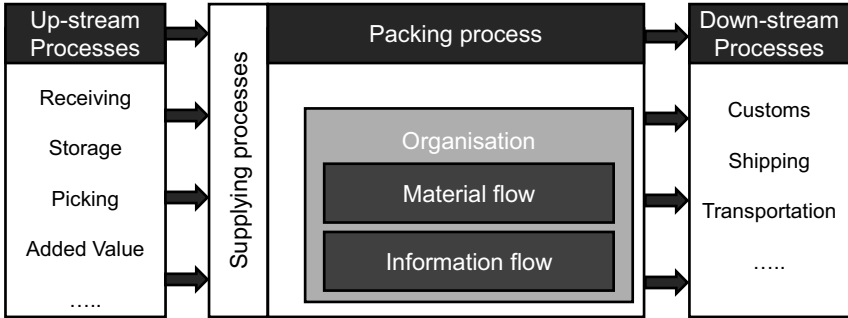 Up-stream
Processes
Receiving
Storage
Picking
Added Value
.....
Supplying processes
Packing process
Organisation
Material flow
Information flow
Down-stream
Processes
Customs
Shipping
Transportation
.....